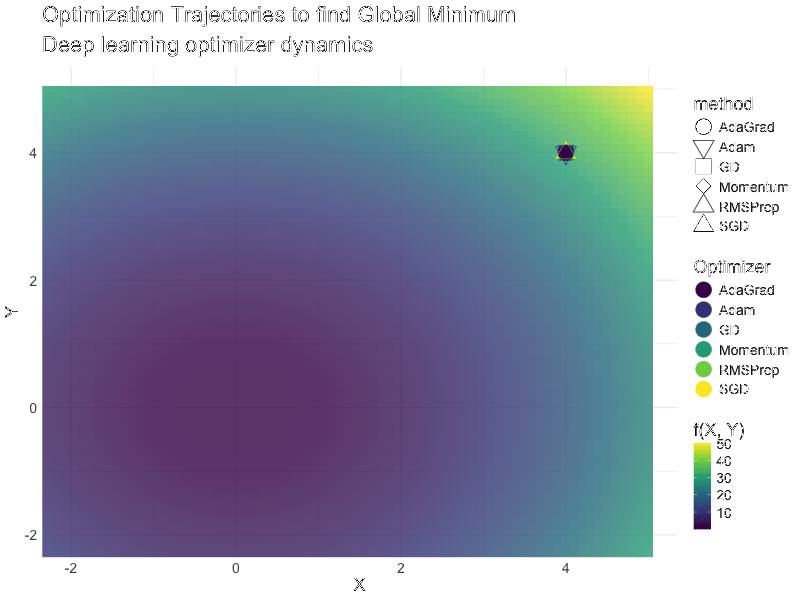 Optimization Trajectories to find Global Minimum
Deep learning optimizer dynamics
4
2
0
-2
Y
-2
0
2
4
X
method
AdaGrad
Adam
GD
Momentum
RMSProp
SGD
Optimizer
AdaGrad
Adam
GD
Momentum
RMSProp
SGD
f(X, Y)
50
40
30
20
10